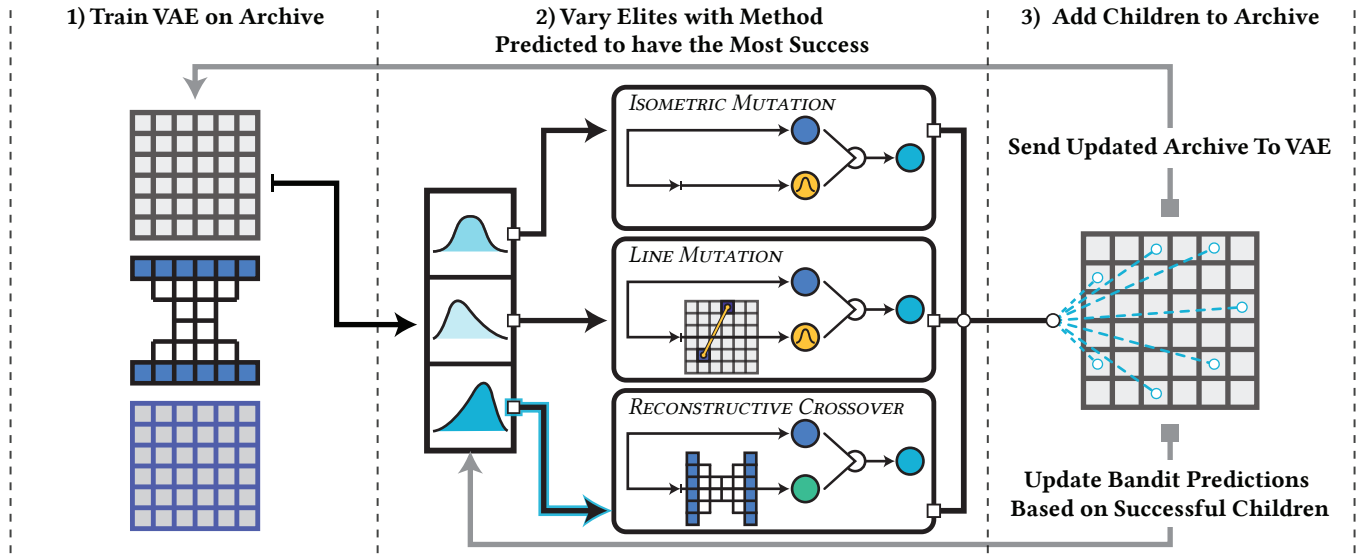 1) Train VAE on Archive
2) Vary Elites with Method
Predicted to have the Most Success
3) Add Children to Archive
Isometric Mutation
Line Mutation
Reconstructive Crossover
Send Updated Archive To VAE
Update Bandit Predictions
Based on Successful Children